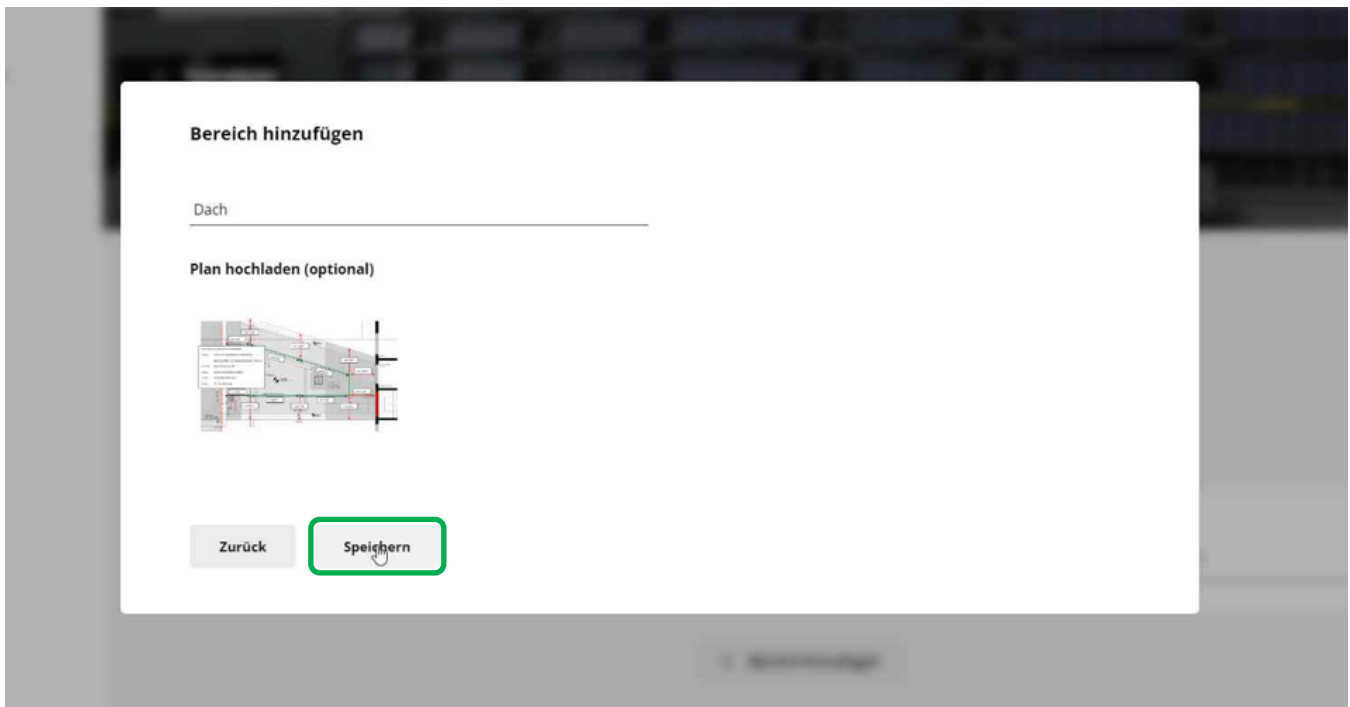 Bereich hinzufügen
Dach
Plan hochladen (optional)
Zurück
Speichern